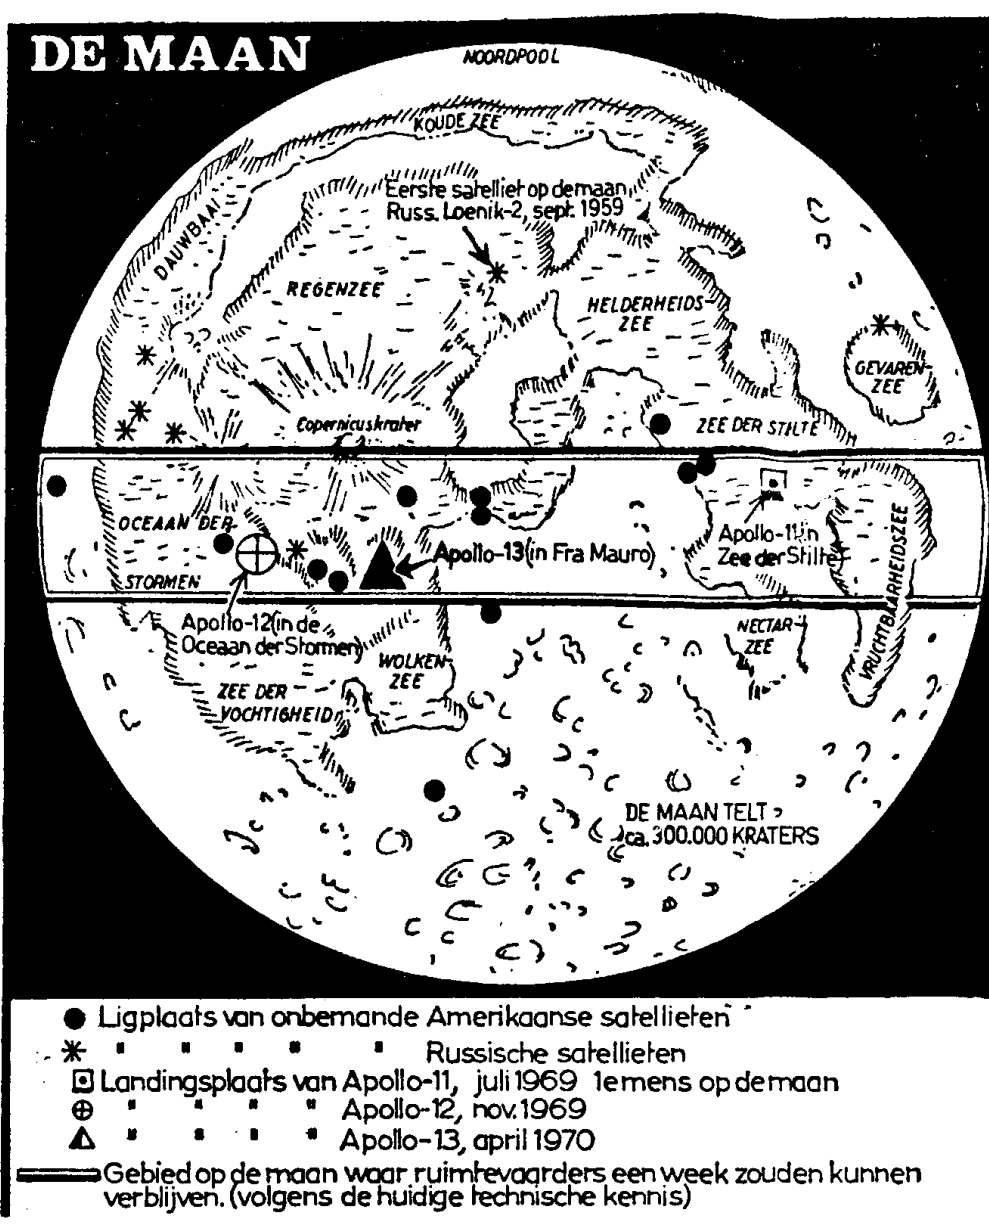 DE MAAN
NOORDPOOL
KOUDE ZEE
Eerste satelliet op de maan,
Russ. Loenik-2, sept. 1959
DAUWBAAI
REGENZEE
HELDERHEIDS-
ZEE
GEVAREN-
ZEE
Copernicuskrater
ZEE DER STILTE
OCEAAN DER
STORMEN
Apollo-13 (in Fra Mauro)
Apollo-11 in
Zee der Stilte
VRUCHTBAARHEIDSZEE
Apollo-12 (in de
Oceaan der Stormen)
NECTAR-
ZEE
WOLKEN-
ZEE
ZEE DER
VOCHTIGHEID
DE MAAN TELT
ca. 300.000 KRATERS
Ligplaats van onbemande Amerikaanse satellieten
" " " " " Russische satellieten
Landingsplaats van Apollo-11, juli 1969 1e mens op de maan
" " " " Apollo-12, nov. 1969
" " " " Apollo-13, april 1970
Gebied op de maan waar ruimtevaarders een week zouden kunnen
verblijven. (volgens de huidige technische kennis)